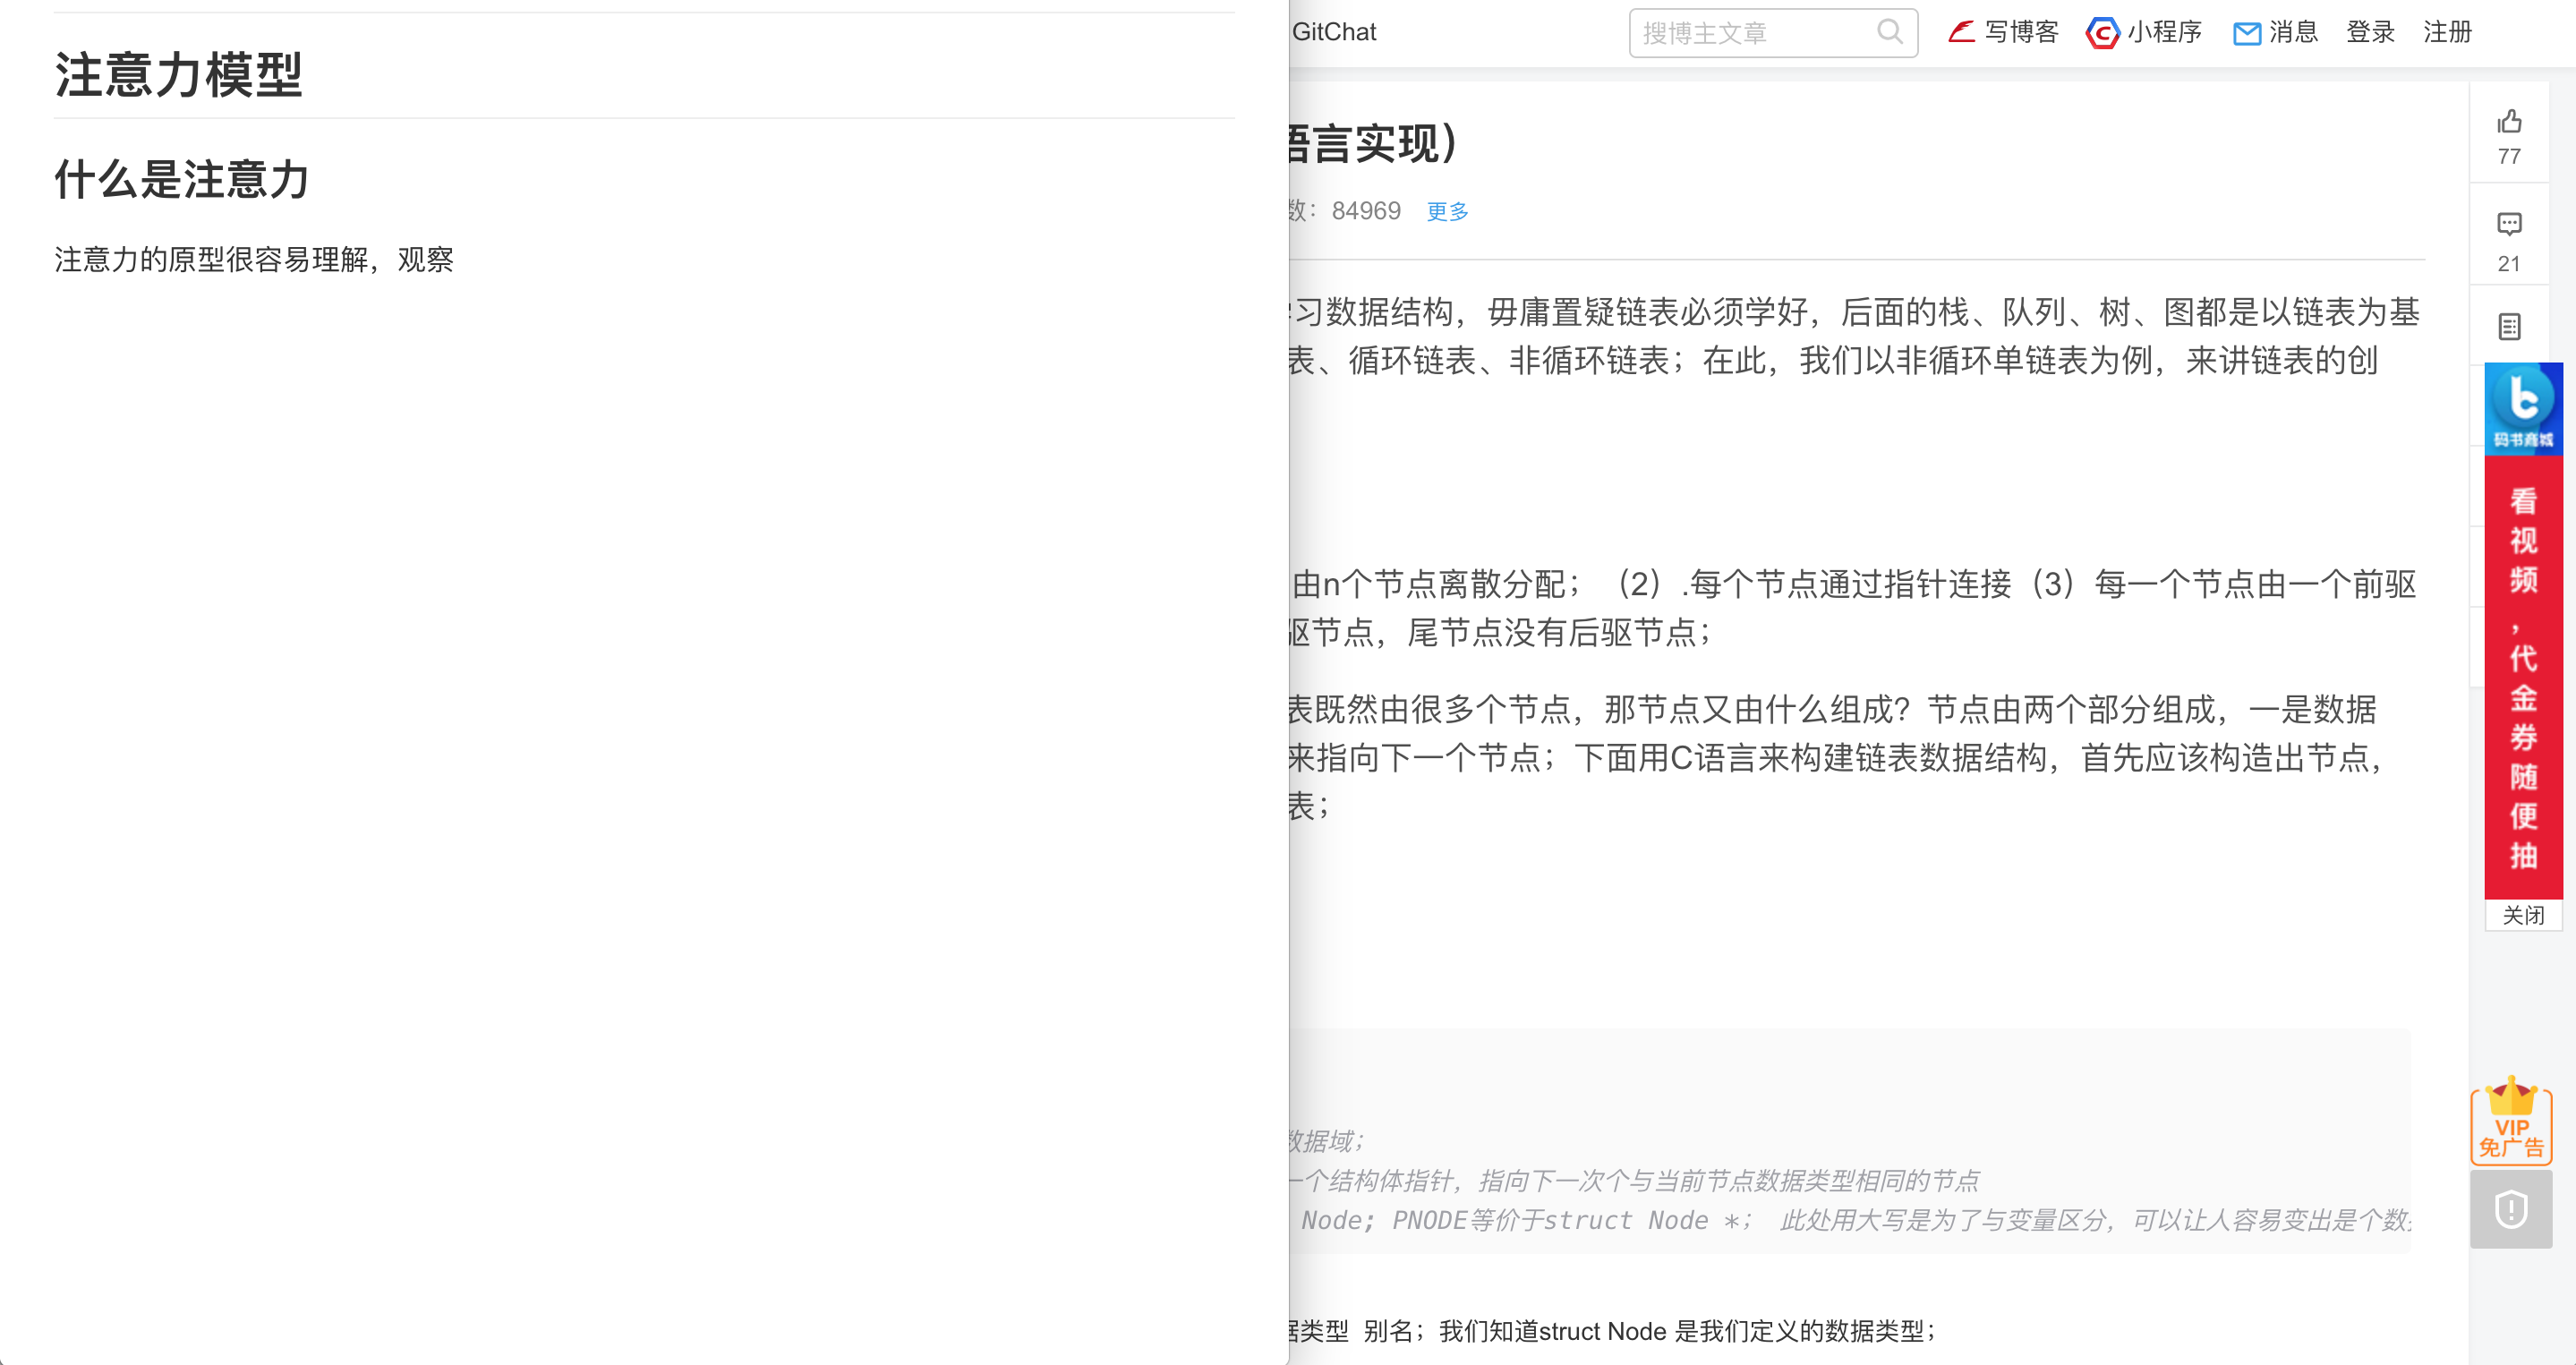 注意力模型
什么是注意力
注意力的原型很容易理解，观察
GitChat
搜博主文章
写博客
小程序
消息
登录
注册
语言实现）
数： 84969 更多
习数据结构，毋庸置疑链表必须学好，后面的栈、队列、树、图都是以链表为基
表、循环链表、非循环链表；在此，我们以非循环单链表为例，来讲链表的创
由n个节点离散分配；（2）.每个节点通过指针连接（3）每一个节点由一个前驱
驱节点，尾节点没有后驱节点；
表既然由很多个节点，那节点又由什么组成？节点由两个部分组成，一是数据
来指向下一个节点；下面用C语言来构建链表数据结构，首先应该构造出节点，
表；
数据域；
一个结构体指针，指向下一次个与当前节点数据类型相同的节点
Node; PNODE等价于struct Node *； 此处用大写是为了与变量区分，可以让人容易变出是个数据
据类型 别名；我们知道struct Node 是我们定义的数据类型；
77
21
码书商城
看视频，代金券随便抽
关闭
VIP
免广告